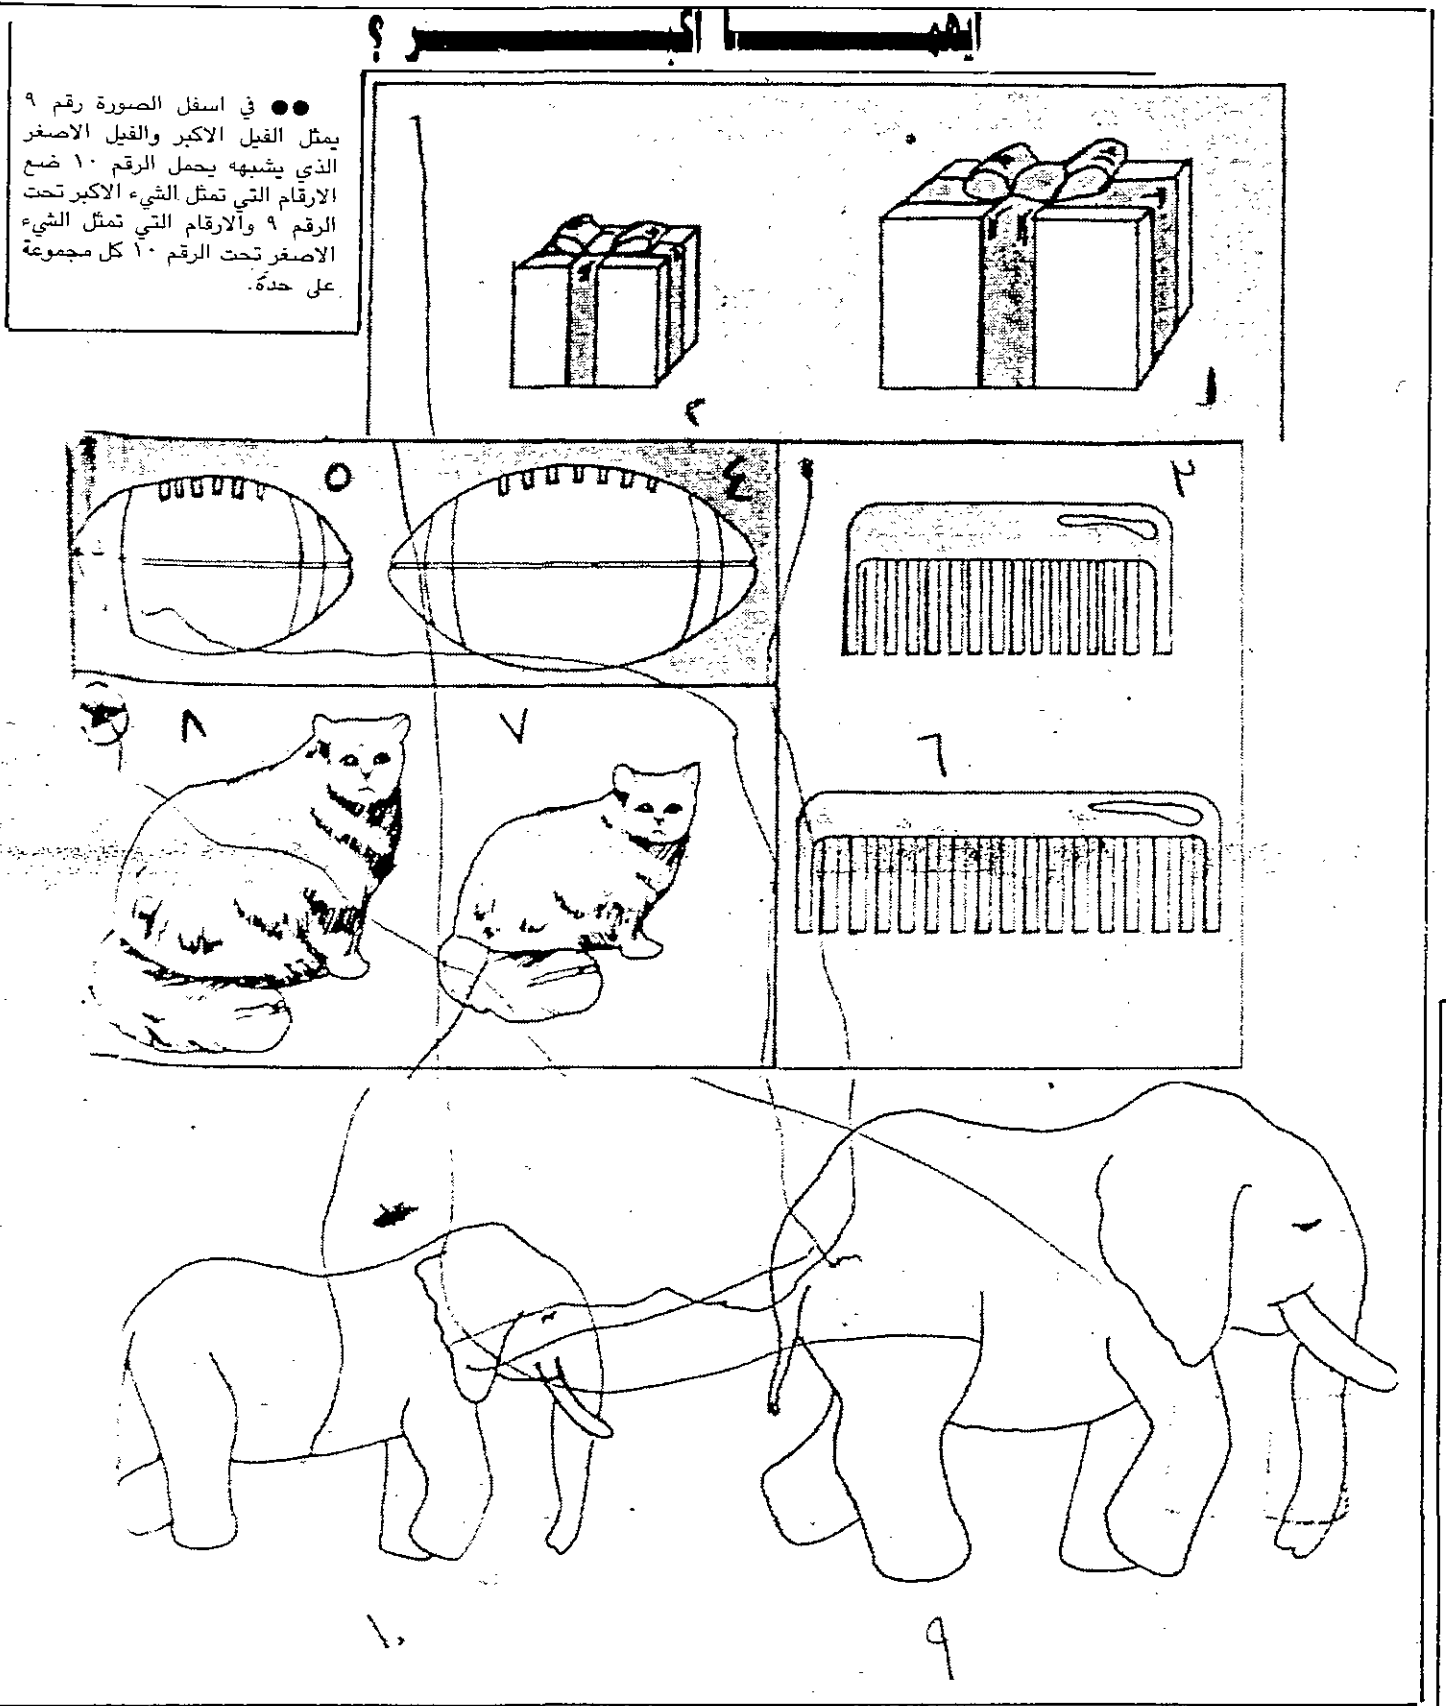 ايهما اكبر ؟
●● في اسفل الصورة رقم ٩
يمثل الفيل الاكبر والفيل الاصغر
الذي يشبهه يحمل الرقم ١٠ ضع
الارقام التي تمثل الشيء الاكبر تحت
الرقم ٩ والارقام التي تمثل الشيء
الاصغر تحت الرقم ١٠ كل مجموعة
على حدة.
١
٢
٣
٤
٥
٦
٧
٨
٩
١٠